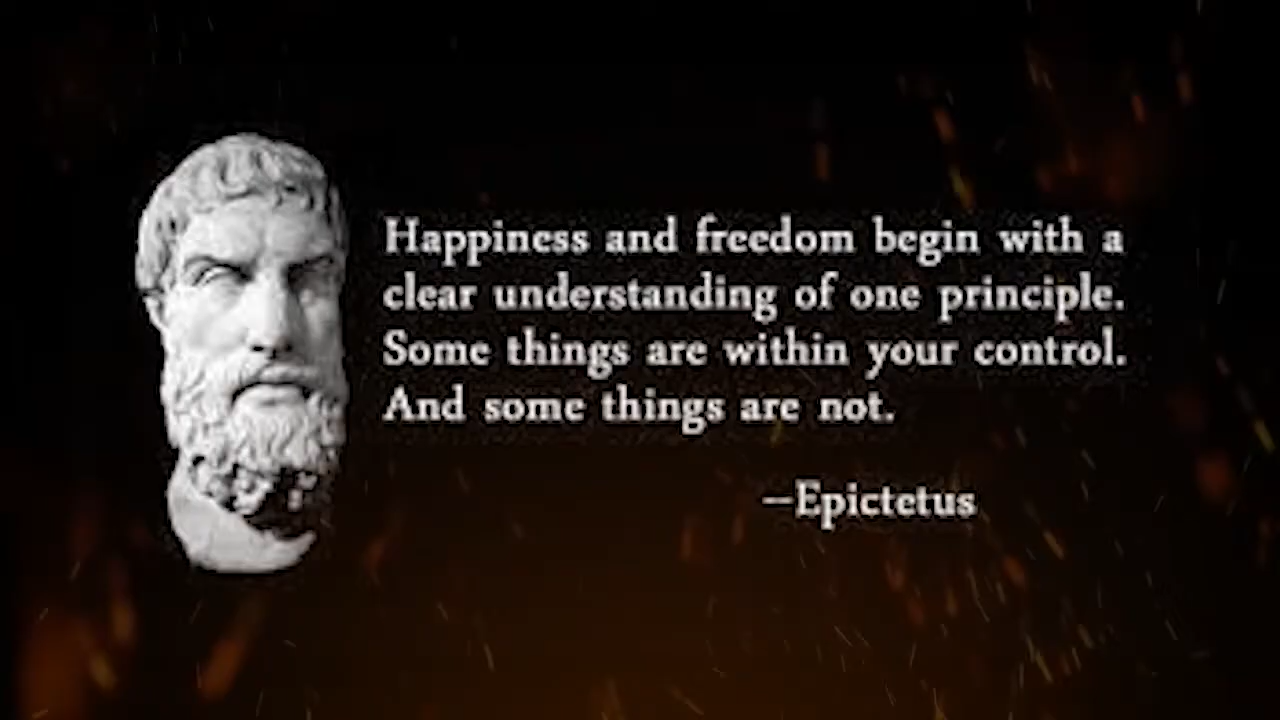 Happiness and freedom begin with a
clear understanding of one principle.
Some things are within your control.
And some things are not.
—Epictetus